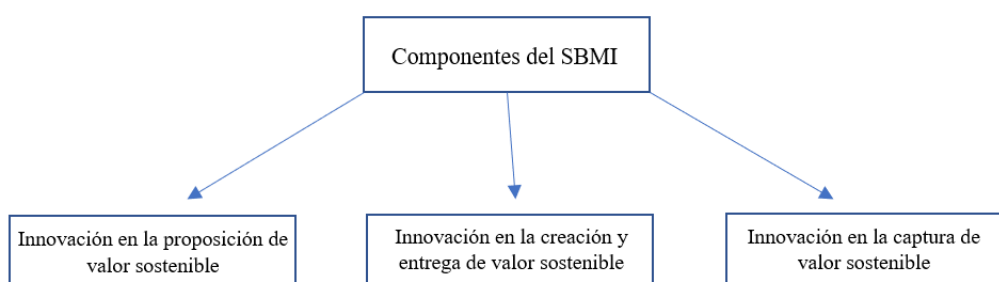 Componentes del SBMI
Innovación en la proposición de
valor sostenible
Innovación en la creación y
entrega de valor sostenible
Innovación en la captura de
valor sostenible